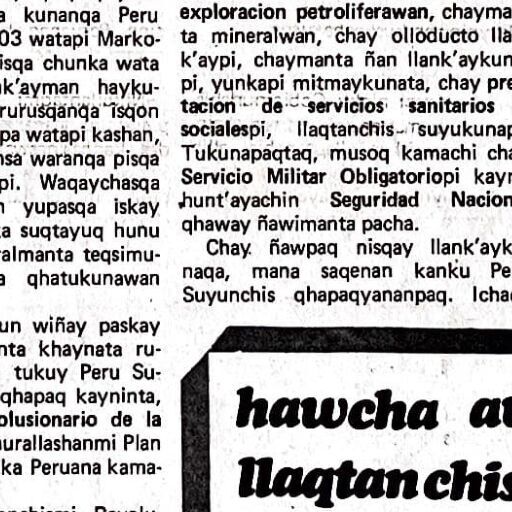 a kunanqa Peru
03 watapi Marko-
isqa chunka wata
k'ayman hayku-
rurusqanqa isqon
pa watapi kashan,
nsa waranqa pisqa
pi. Waqaychasqa
yupasqa iskay
a suqtayuq hunu
ralmanta teqsimu-
a qhatukunawan
un wiñay paskay
nta khaynata ru-
tukuy Peru Su-
qhapaq kayninta,
olusionario de la
urallashanmi Plan
ka Peruana kama-
exploracion petroliferawan, chayma
ta mineralwan, chay olloducto lla
k'aypi, chaymanta ñan llank'aykun
pi, yunkapi mitmaykunata, chay pre
tacion de servicios sanitarios
socialespi, llaqtanchis suyukunap
Tukunapaqtaq, musoq kamachi cha
Servicio Militar Obligatoriopi kayn
hunt'ayachin Seguridad Nacion
qhaway ñawimanta pacha.
Chay ñawpaq nisqay llank'ayk
naqa, mana saqenan kanku Pe
Suyunchis qhapaqyananpaq. Icha
hawcha au
llaqtanchis